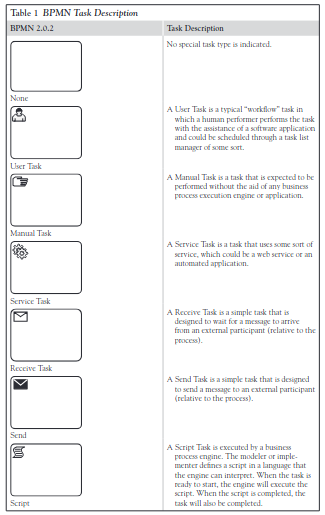 Table 1 BPMN Task Description
BPMN 2.0.2
Task Description
No special task type is indicated.
None
A User Task is a typical "workflow" task in
which a human performer performs the task
with the assistance of a software application
and could be scheduled through a task list
manager of some sort.
User Task
A Manual Task is a task that is expected to be
performed without the aid of any business
process execution engine or application.
Manual Task
A Service Task is a task that uses some sort of
service, which could be a web service or an
automated application.
Service Task
A Receive Task is a simple task that is
designed to wait for a message to arrive
from an external participant (relative to the
process).
Receive Task
A Send Task is a simple task that is designed
to send a message to an external participant
(relative to the process).
Send
A Script Task is executed by a business
process engine. The modeler or imple-
menter defines a script in a language that
the engine can interpret. When the task is
ready to start, the engine will execute the
script. When the script is completed, the
task will also be completed.
Script